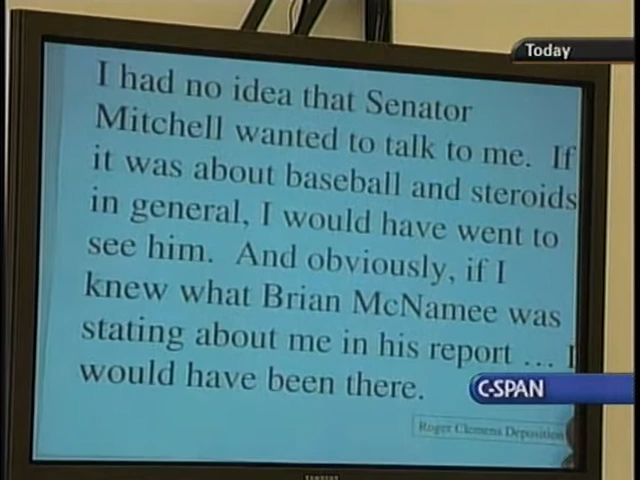 Today
I had no idea that Senator
Mitchell wanted to talk to me. If
it was about baseball and steroids
in general, I would have went to
see him. And obviously, if I
knew what Brian McNamee was
stating about me in his report ... I
would have been there.
C-SPAN
Roger Clemens Deposition